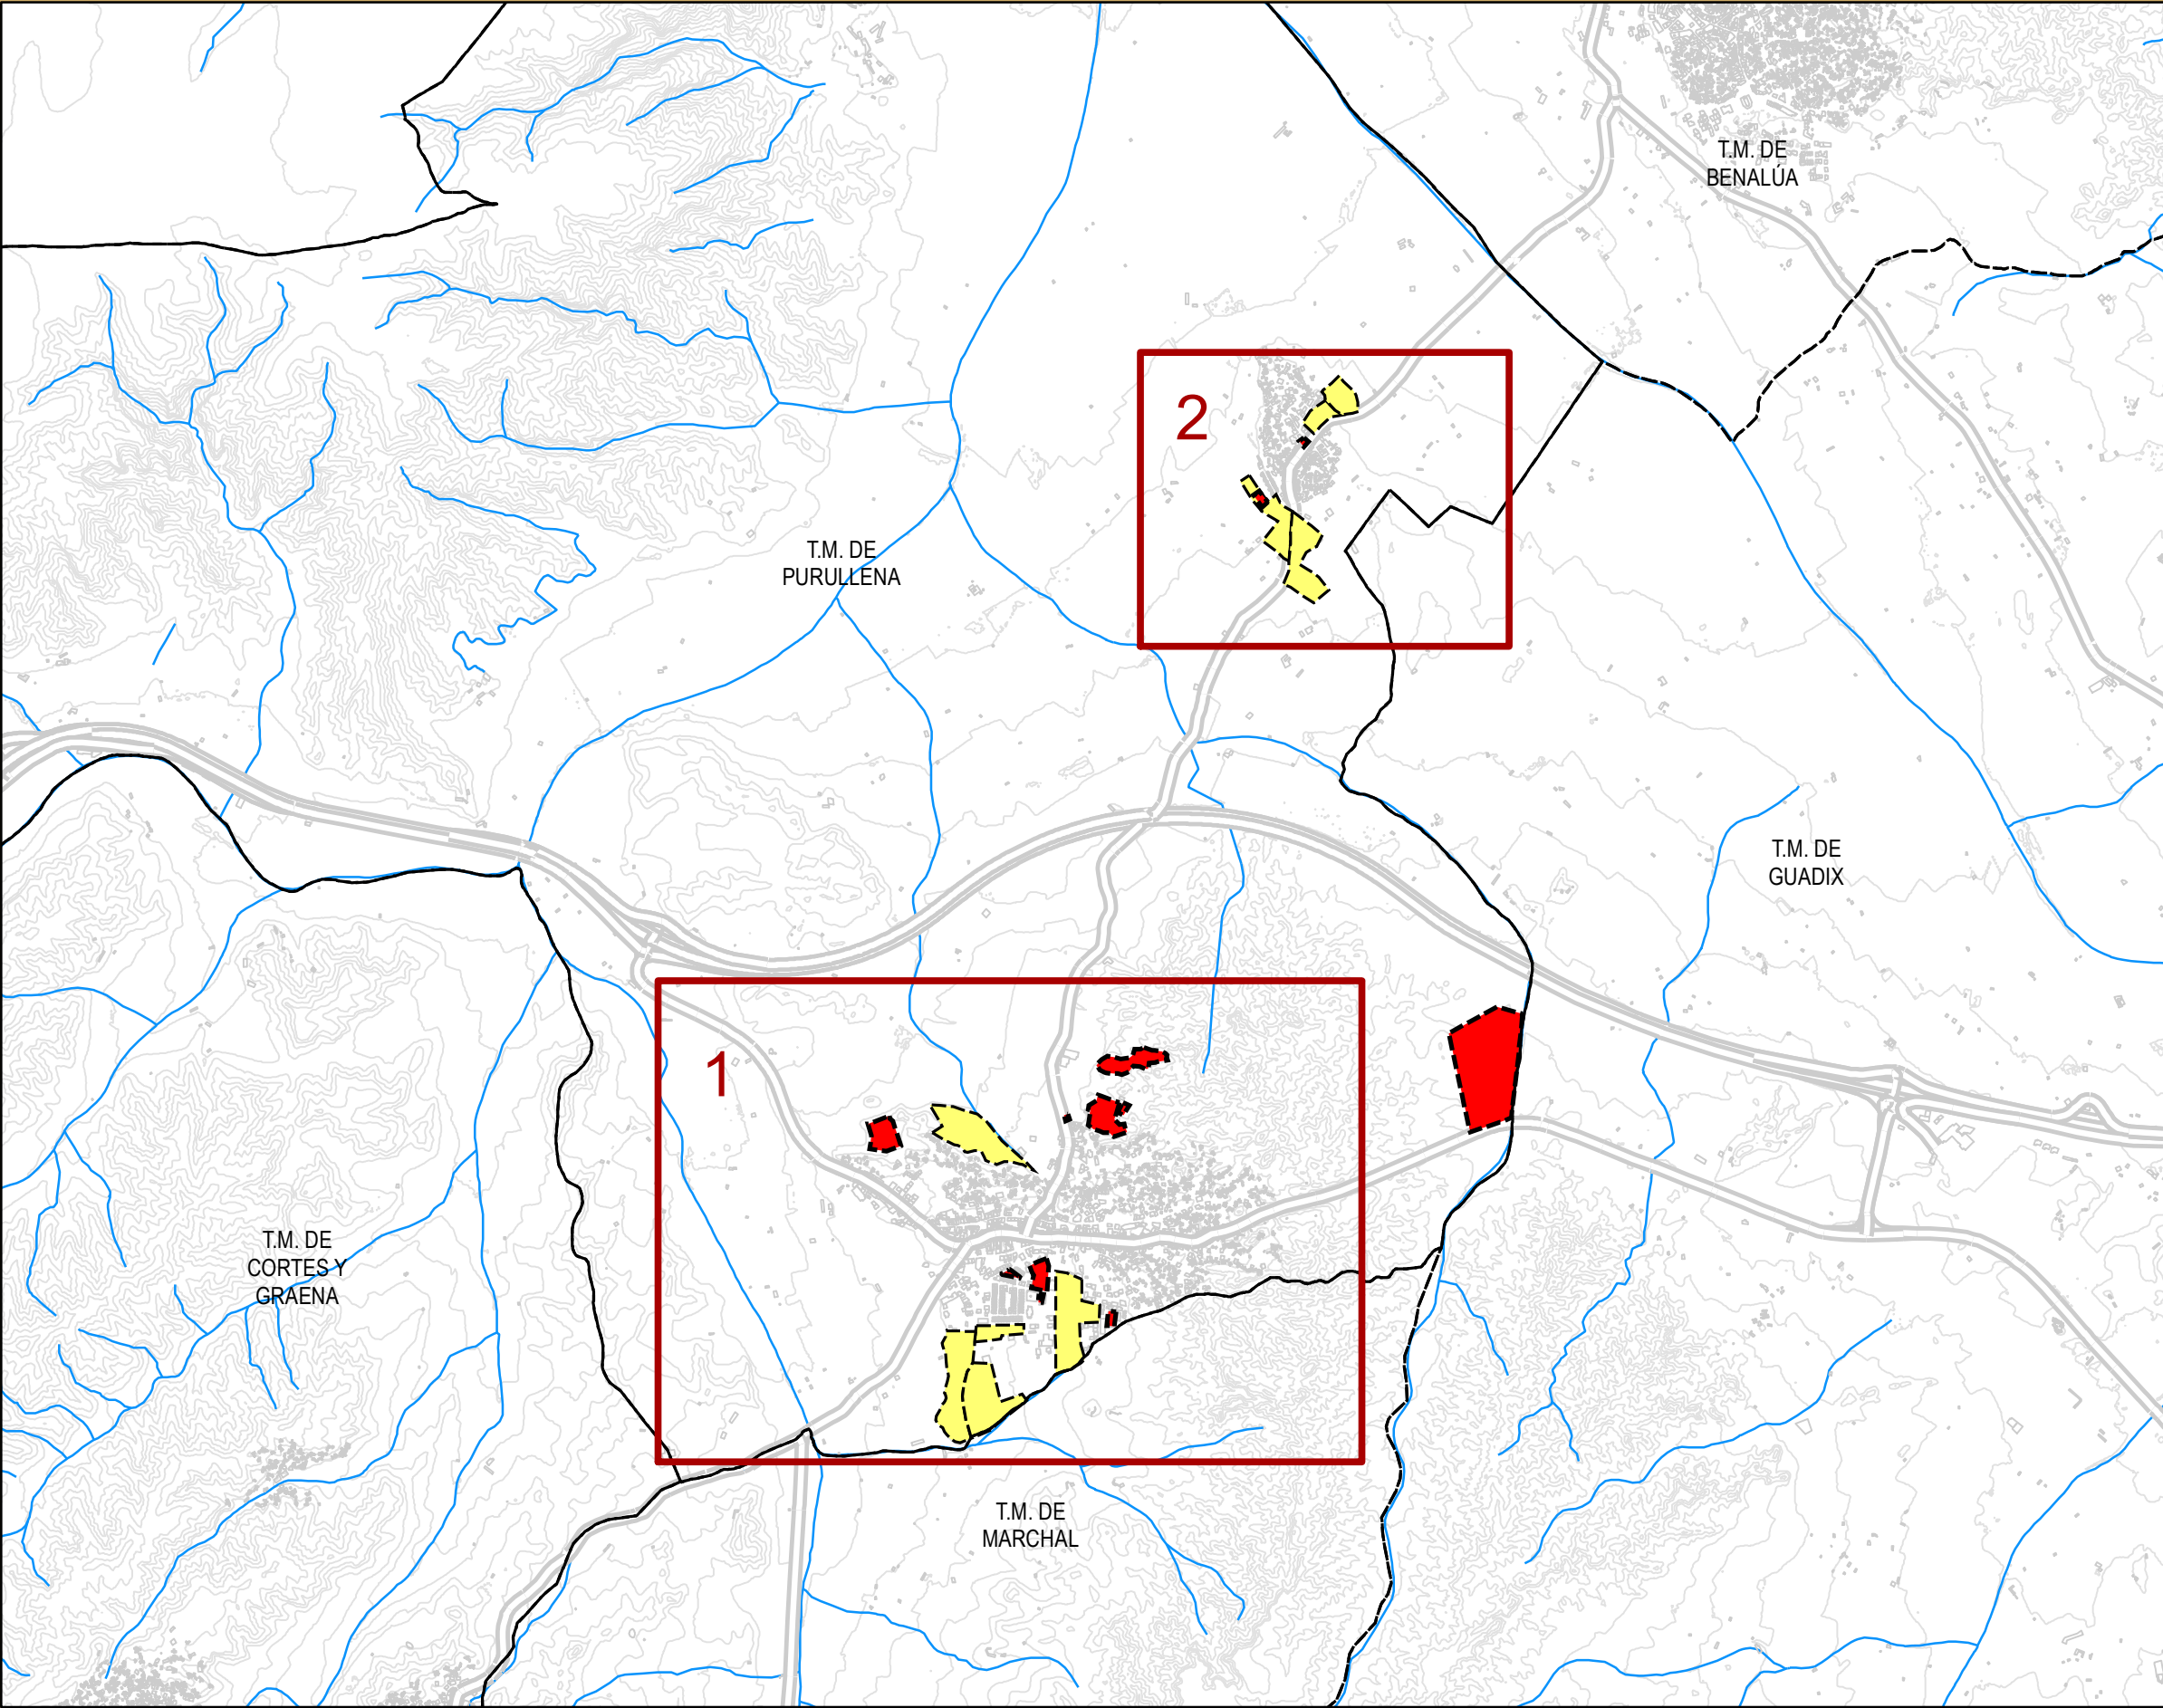 T.M. DE
BENALÚA
2
T.M. DE
PURULLENA
T.M. DE
GUADIX
1
T.M. DE
CORTES Y
GRAENA
T.M. DE
MARCHAL